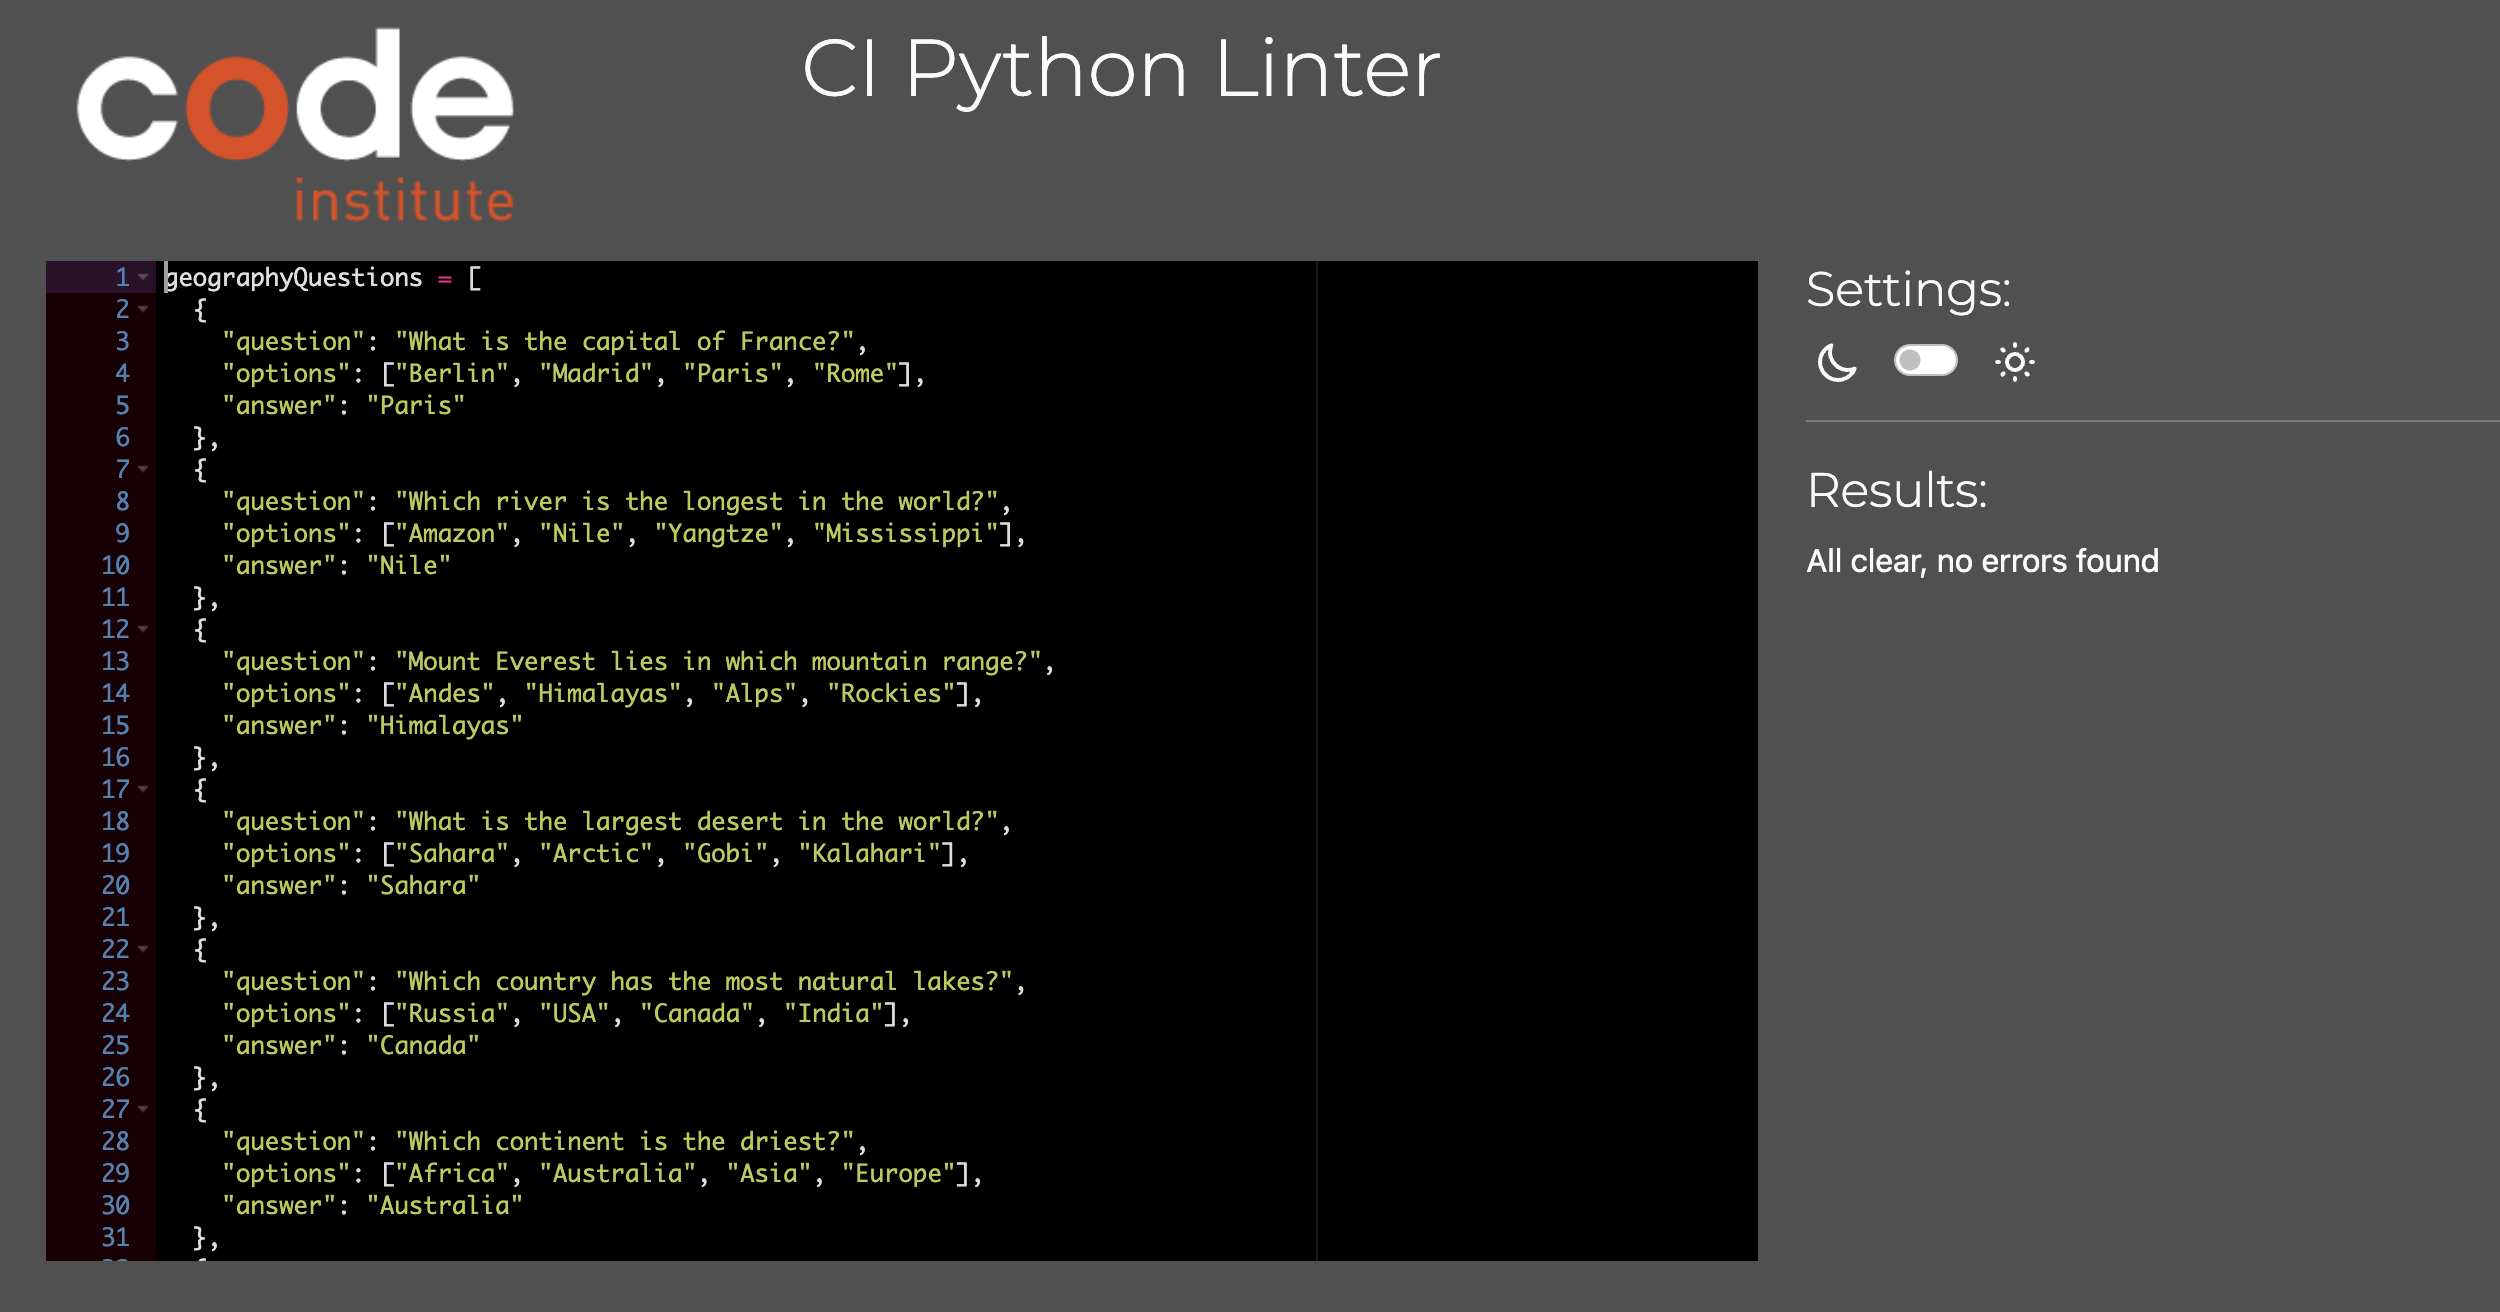 code
institute
CI Python Linter
1 geographyQuestions = [
2   {
3     "question": "What is the capital of France?",
4     "options": ["Berlin", "Madrid", "Paris", "Rome"],
5     "answer": "Paris"
6   },
7   {
8     "question": "Which river is the longest in the world?",
9     "options": ["Amazon", "Nile", "Yangtze", "Mississippi"],
10     "answer": "Nile"
11   },
12   {
13     "question": "Mount Everest lies in which mountain range?",
14     "options": ["Andes", "Himalayas", "Alps", "Rockies"],
15     "answer": "Himalayas"
16   },
17   {
18     "question": "What is the largest desert in the world?",
19     "options": ["Sahara", "Arctic", "Gobi", "Kalahari"],
20     "answer": "Sahara"
21   },
22   {
23     "question": "Which country has the most natural lakes?",
24     "options": ["Russia", "USA", "Canada", "India"],
25     "answer": "Canada"
26   },
27   {
28     "question": "Which continent is the driest?",
29     "options": ["Africa", "Australia", "Asia", "Europe"],
30     "answer": "Australia"
31   },
Settings:
Results:
All clear, no errors found